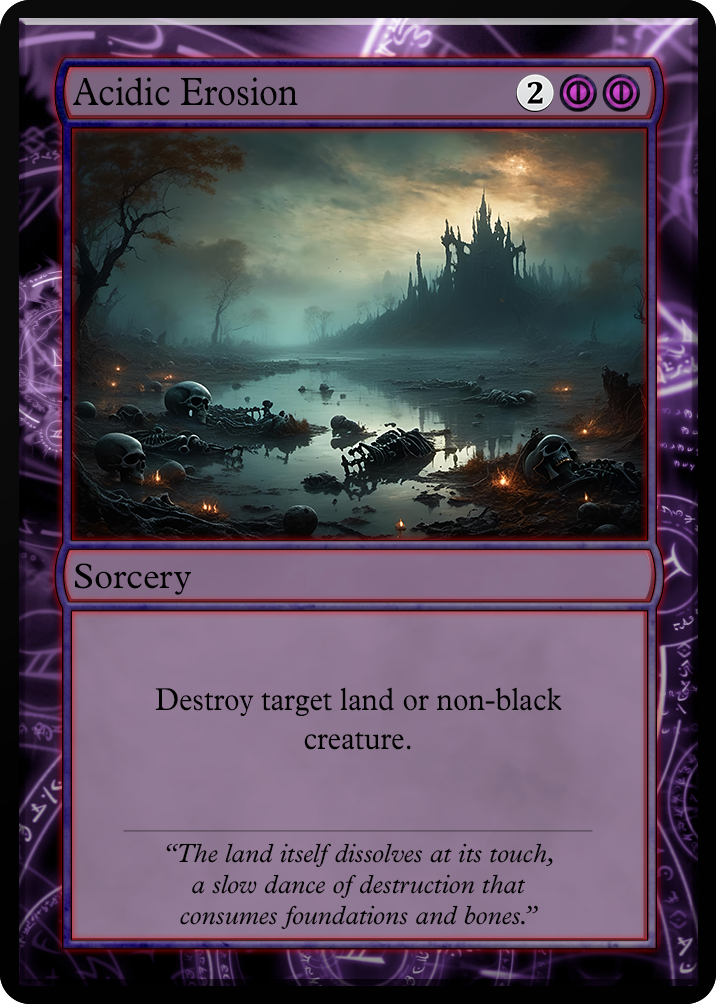 Acidic Erosion 2
Sorcery
Destroy target land or non-black
creature.
“The land itself dissolves at its touch,
a slow dance of destruction that
consumes foundations and bones.”